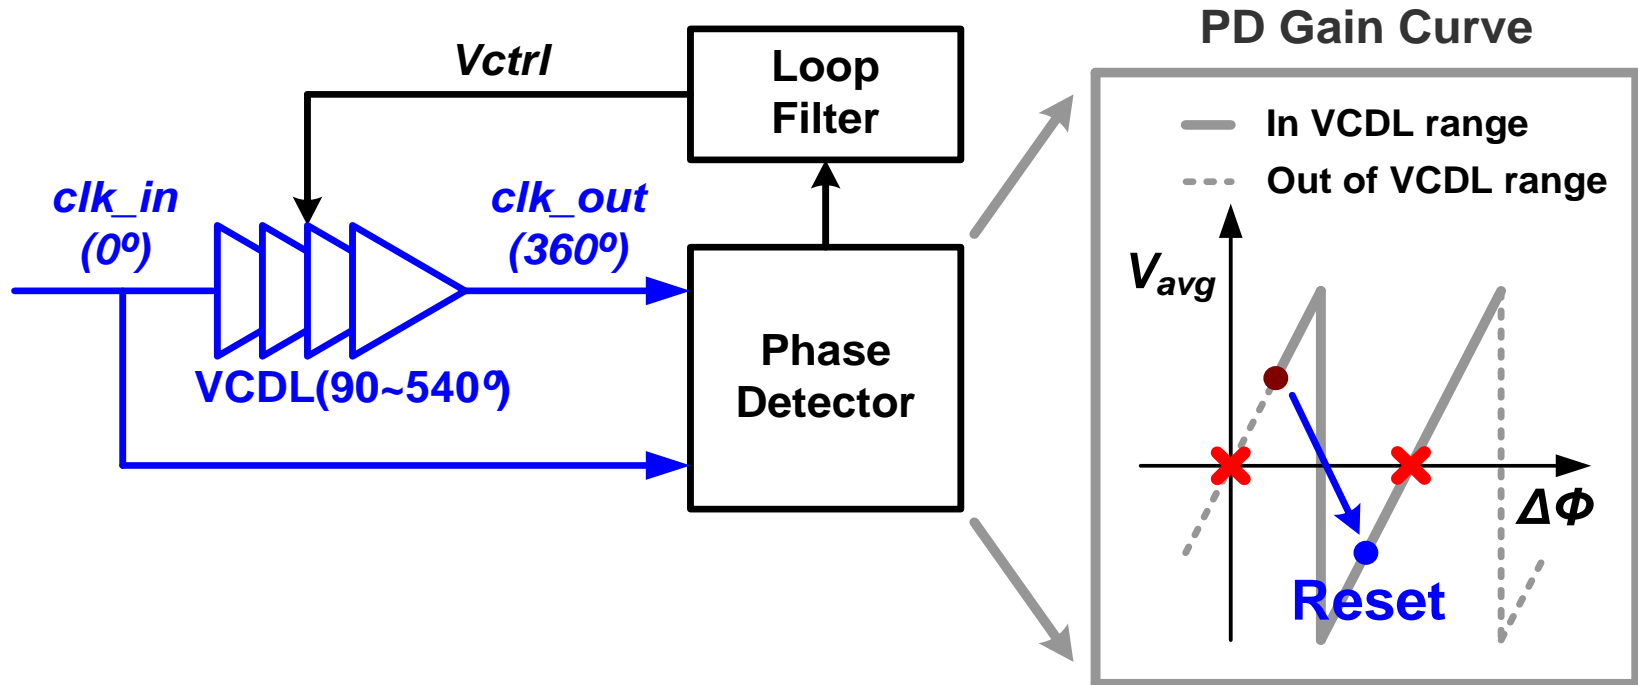 PD Gain Curve
Vctrl
Loop
Filter
In VCDL range
Out of VCDL range
clk_in
(0º)
clk_out
(360º)
VCDL(90~540º)
Phase
Detector
Vavg
ΔΦ
Reset